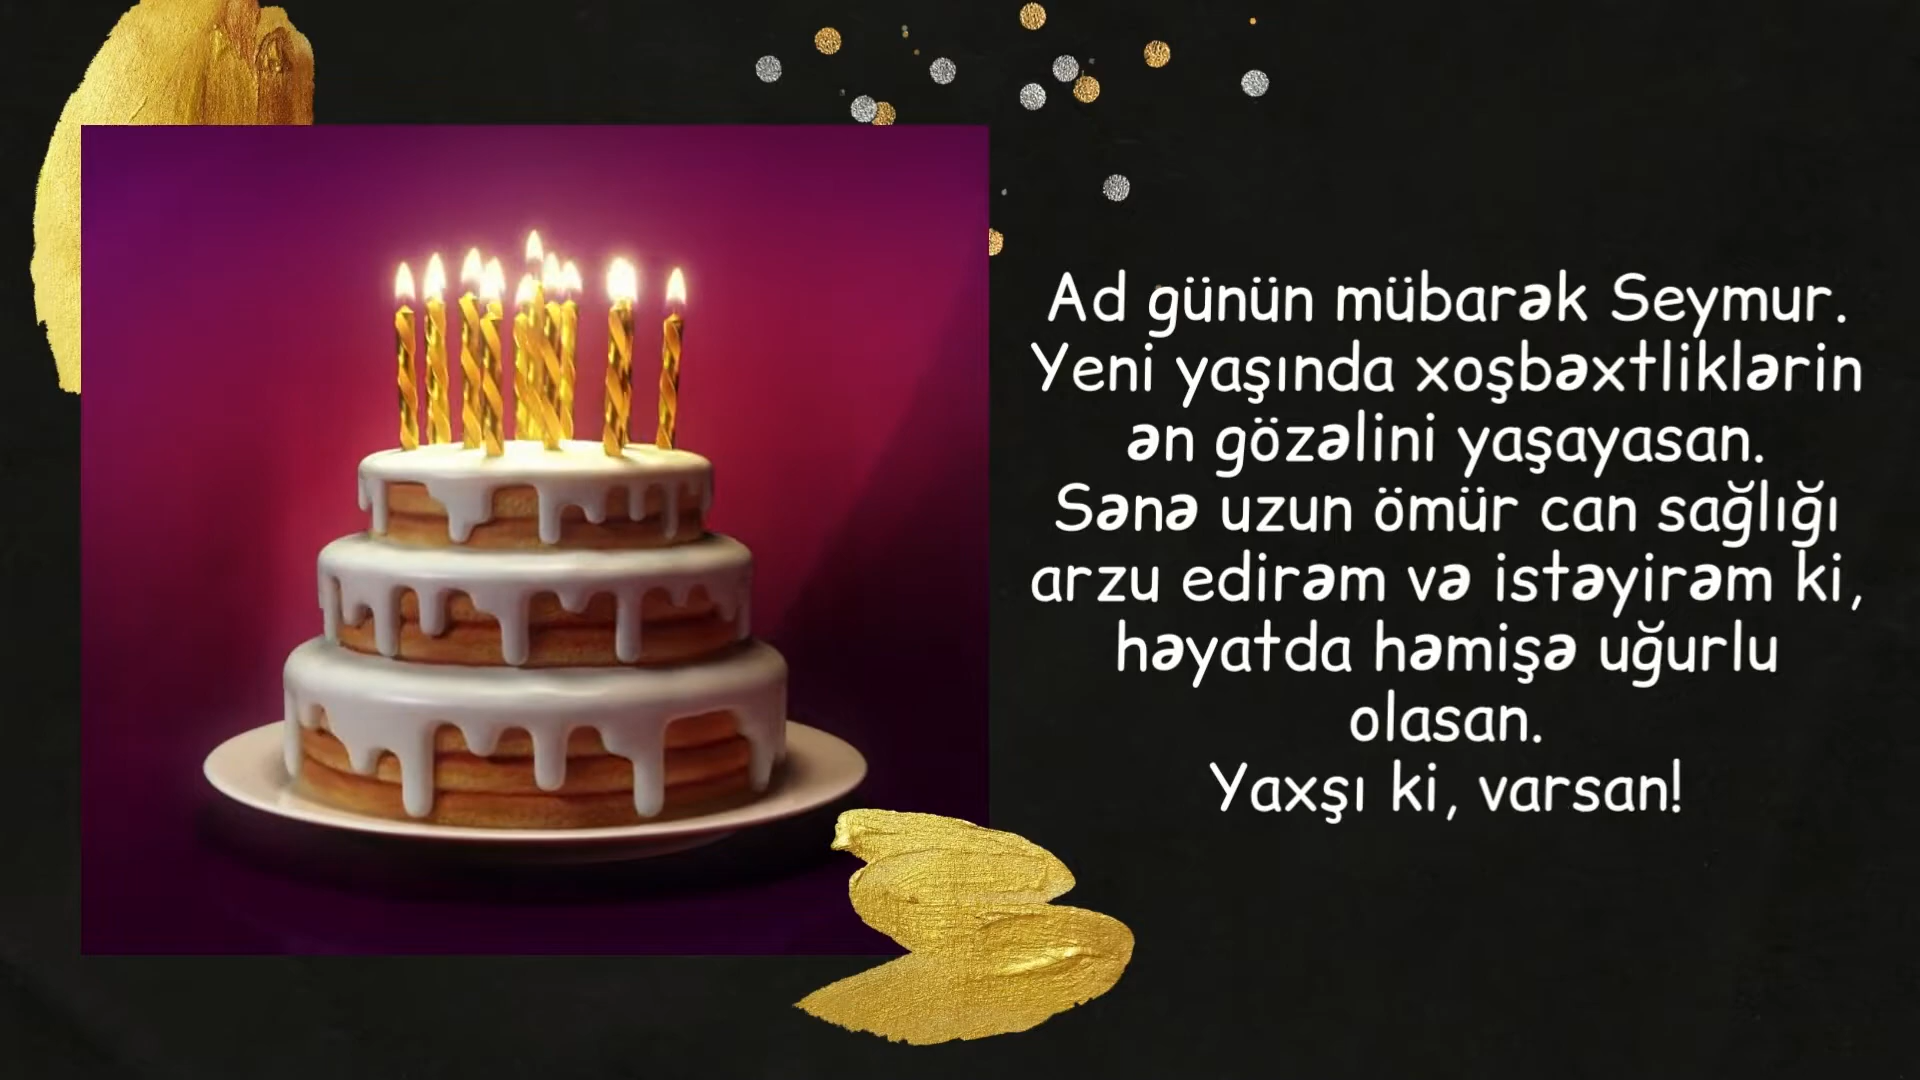 Ad günün mübarək Seymur.
Yeni yaşında xoşbəxtliklərin
ən gözəlini yaşayasan.
Sənə uzun ömür can sağlığı
arzu edirəm və istəyirəm ki,
həyatda həmişə uğurlu
olasan.
Yaxşı ki, varsan!